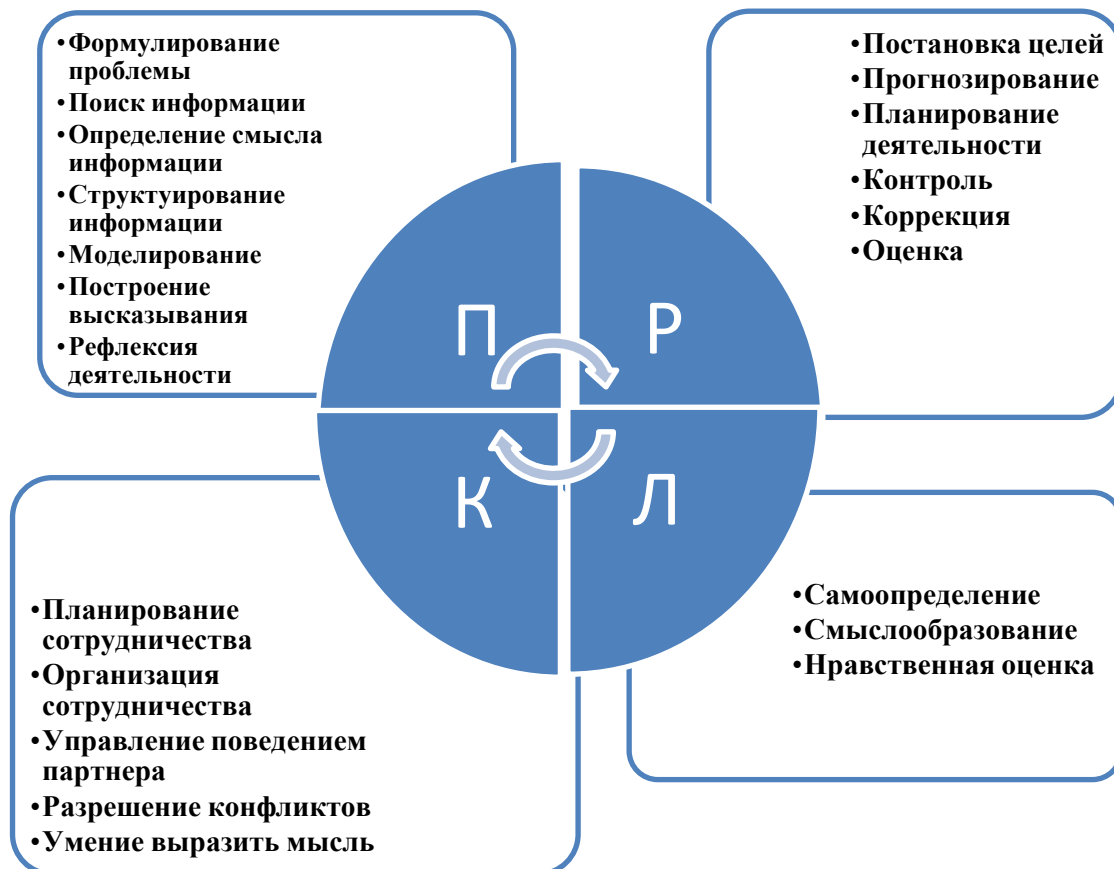 •Формулирование
проблемы
•Поиск информации
•Определение смысла
информации
•Структуирование
информации
•Моделирование
•Построение
высказывания
•Рефлексия
деятельности
•Постановка целей
•Прогнозирование
•Планирование
деятельности
•Контроль
•Коррекция
•Оценка
П
Р
К
Л
•Планирование
сотрудничества
•Организация
сотрудничества
•Управление поведением
партнера
•Разрешение конфликтов
•Умение выразить мысль
•Самоопределение
•Смыслообразование
•Нравственная оценка